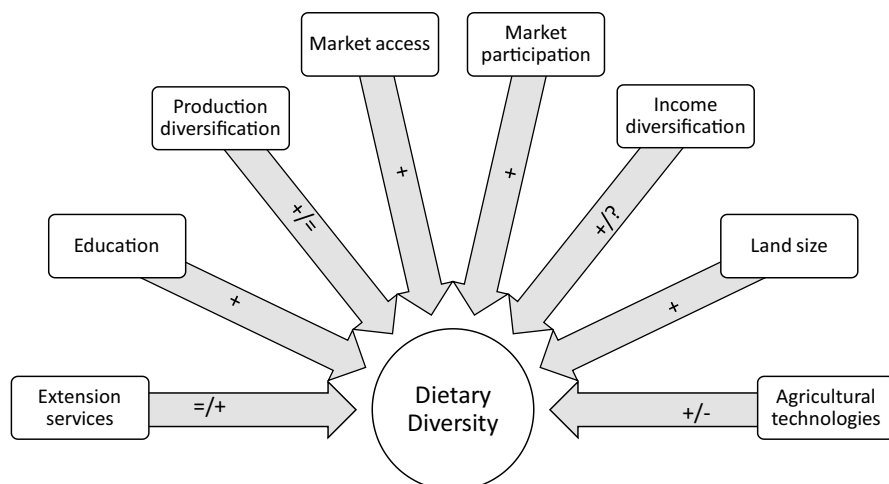 Market access
Market
participation
Production
diversification
Income
diversification
+
+
+/=
+/?
Education
Land size
+
+
Dietary
Diversity
Extension
services
=/+
+/-
Agricultural
technologies